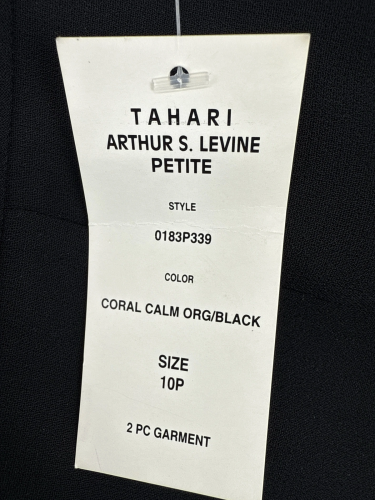 TAHARI
ARTHUR S. LEVINE
PETITE
STYLE
0183P339
COLOR
CORAL CALM ORG/BLACK
SIZE
10P
2 PC GARMENT